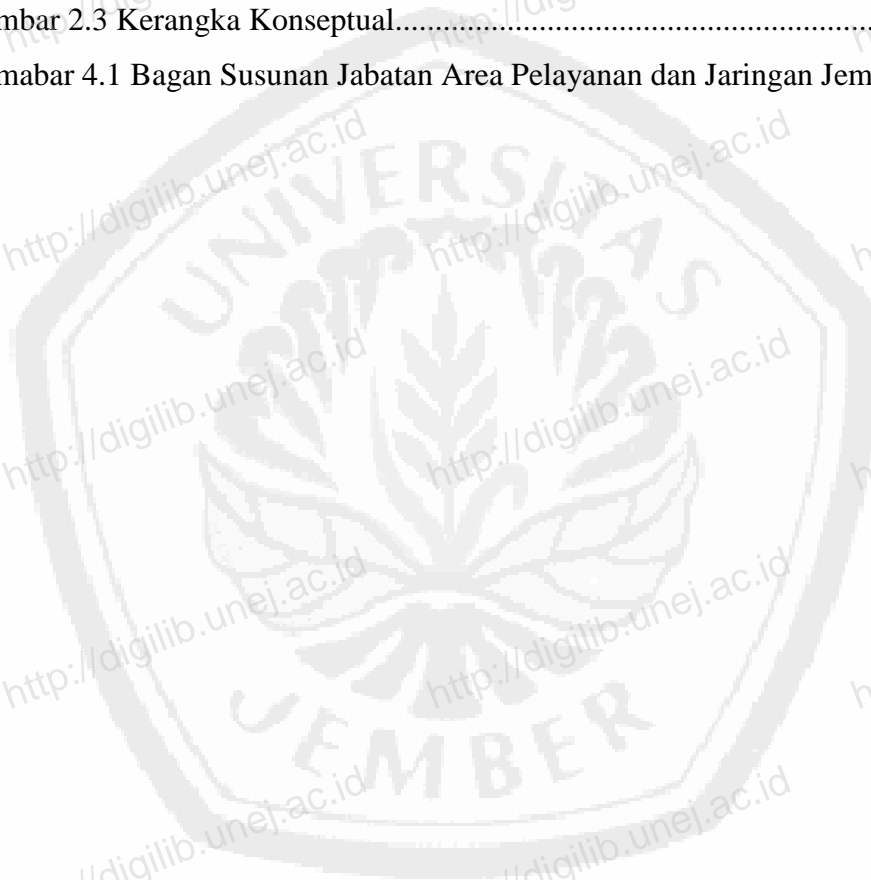 mbar 2.3 Kerangka Konseptual................................................................
mabar 4.1 Bagan Susunan Jabatan Area Pelayanan dan Jaringan Jem
http://digilib.unej.ac.id
http://digilib.unej.ac.id
UNIVERSITAS
http://digilib.unej.ac.id
http://digilib.unej.ac.id
http://digilib.unej.ac.id
http://digilib.unej.ac.id
JEMBER
//digilib.unej.ac.id
//digilib.unej.ac.id